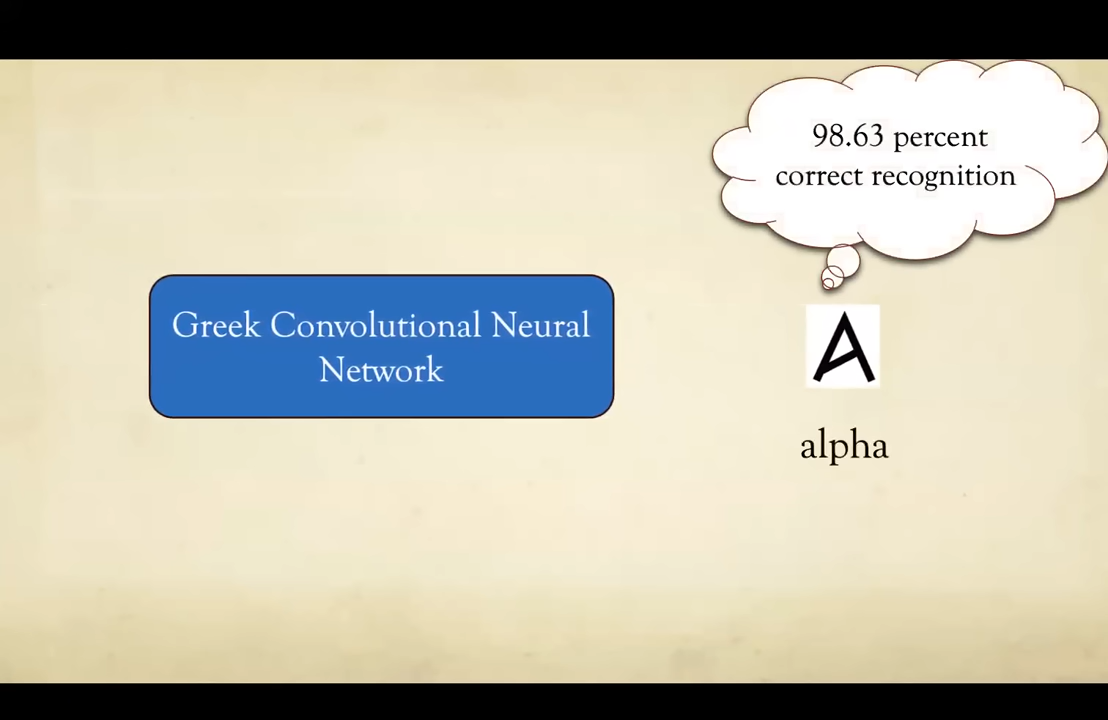 98.63 percent
correct recognition
Greek Convolutional Neural
Network
Α
alpha